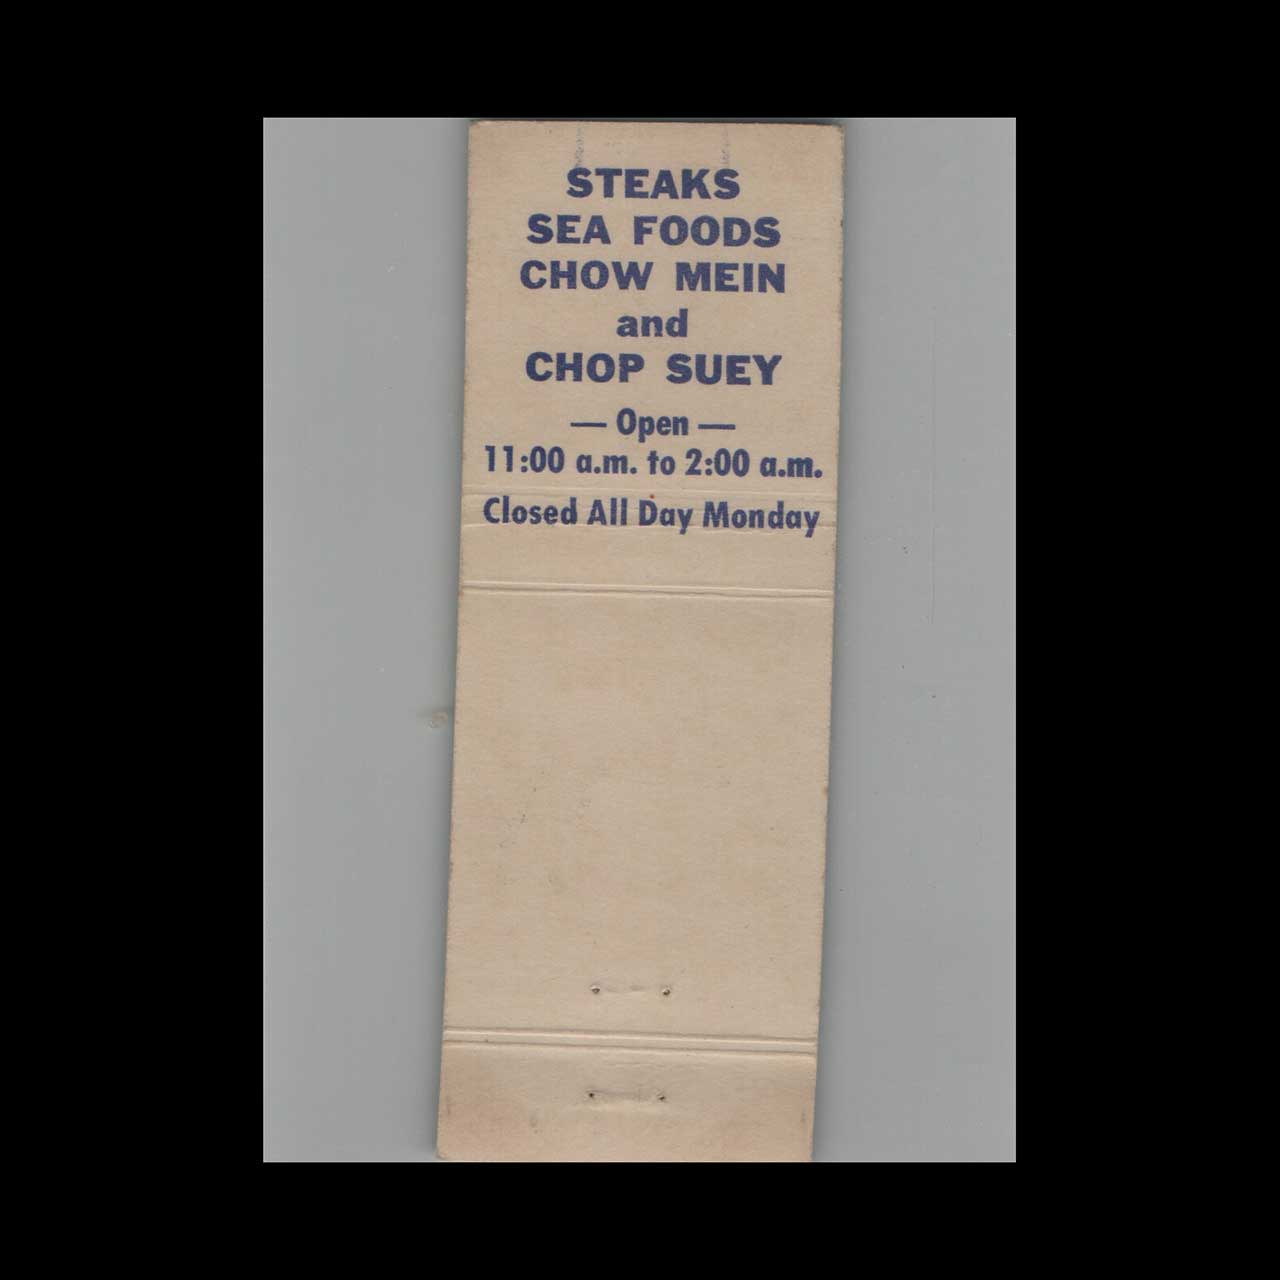 STEAKS
SEA FOODS
CHOW MEIN
and
CHOP SUEY
— Open —
11:00 a.m. to 2:00 a.m.
Closed All Day Monday